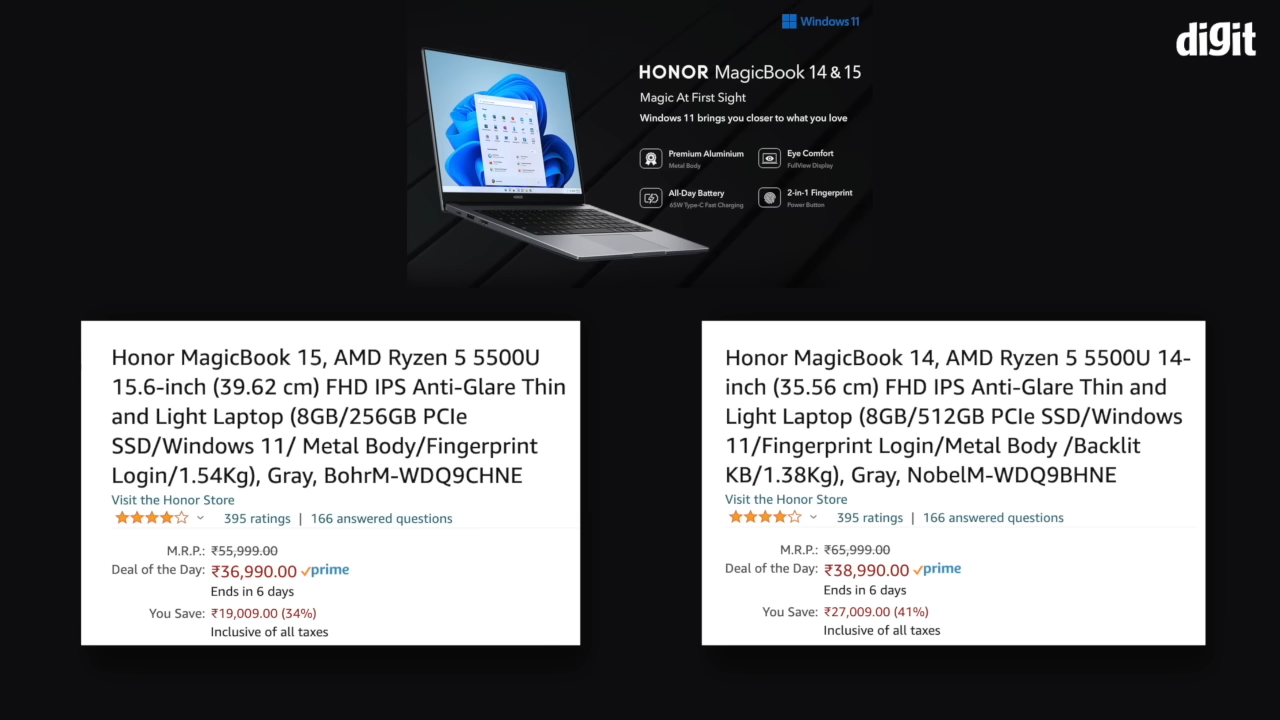 Windows 11
digit
HONOR MagicBook 14 & 15
Magic At First Sight
Windows 11 brings you closer to what you love
Premium Aluminium
Metal Body
Eye Comfort
FullView Display
All-Day Battery
65W Type-C Fast Charging
2-in-1 Fingerprint
Power Button
Honor MagicBook 15, AMD Ryzen 5 5500U
15.6-inch (39.62 cm) FHD IPS Anti-Glare Thin
and Light Laptop (8GB/256GB PCIe
SSD/Windows 11/ Metal Body/Fingerprint
Login/1.54Kg), Gray, BohrM-WDQ9CHNE
Visit the Honor Store
395 ratings | 166 answered questions
M.R.P.: ₹55,999.00
Deal of the Day: ₹36,990.00 prime
Ends in 6 days
You Save: ₹19,009.00 (34%)
Inclusive of all taxes
Honor MagicBook 14, AMD Ryzen 5 5500U 14-
inch (35.56 cm) FHD IPS Anti-Glare Thin and
Light Laptop (8GB/512GB PCIe SSD/Windows
11/Fingerprint Login/Metal Body /Backlit
KB/1.38Kg), Gray, NobelM-WDQ9BHNE
Visit the Honor Store
395 ratings | 166 answered questions
M.R.P.: ₹65,999.00
Deal of the Day: ₹38,990.00 prime
Ends in 6 days
You Save: ₹27,009.00 (41%)
Inclusive of all taxes